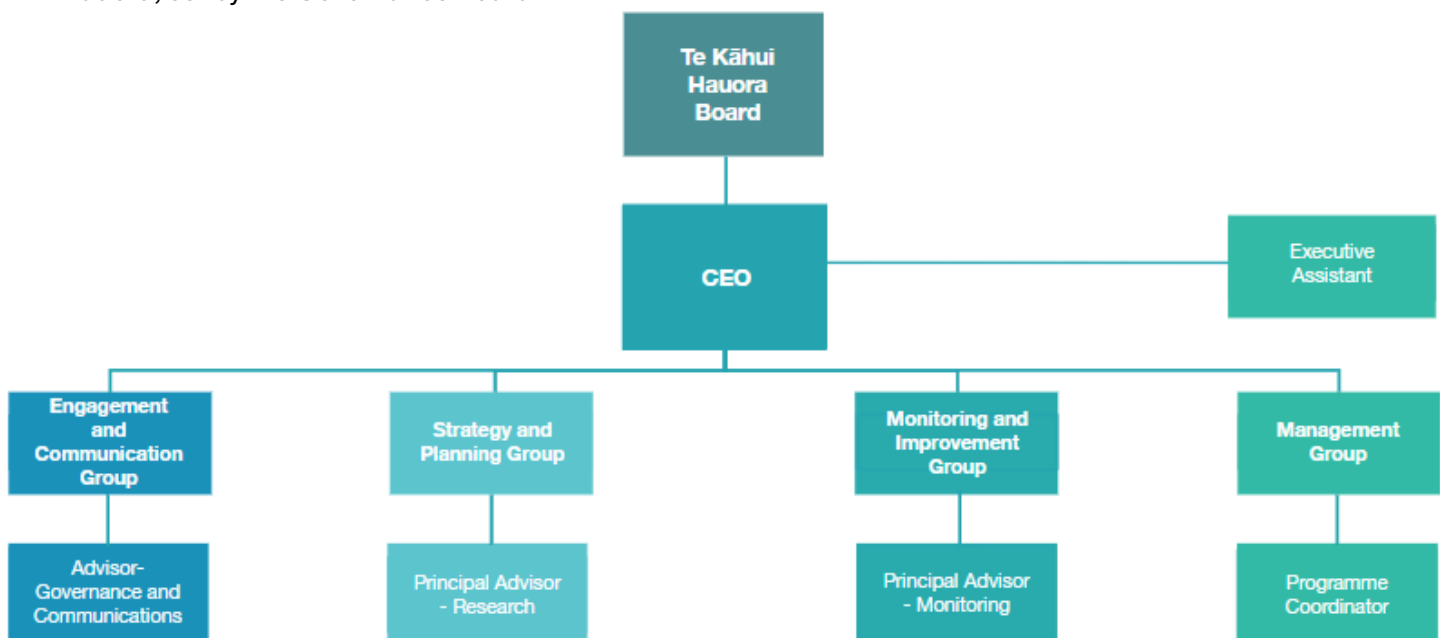 Te Kāhui
Hauora
Board
CEO
Executive
Assistant
Engagement
and
Communication
Group
Strategy and
Planning Group
Monitoring and
Improvement
Group
Management
Group
Advisor-
Governance and
Communications
Principal Advisor
- Research
Principal Advisor
- Monitoring
Programme
Coordinator